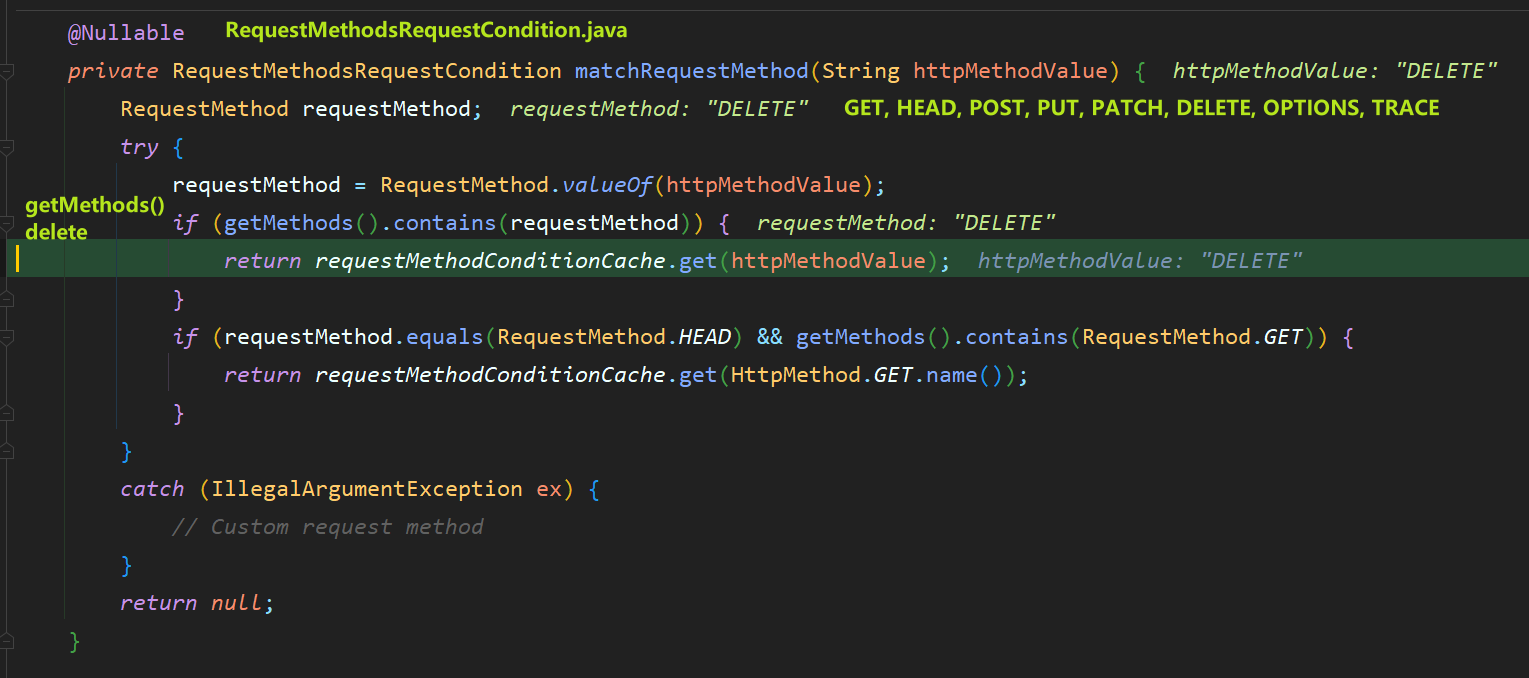 @Nullable RequestMethodsRequestCondition.java
private RequestMethodsRequestCondition matchRequestMethod(String httpMethodValue) { httpMethodValue: "DELETE"
RequestMethod requestMethod; requestMethod: "DELETE" GET, HEAD, POST, PUT, PATCH, DELETE, OPTIONS, TRACE
try {
requestMethod = RequestMethod.valueOf(httpMethodValue);
getMethods()
delete
if (getMethods().contains(requestMethod)) { requestMethod: "DELETE"
return requestMethodConditionCache.get(httpMethodValue); httpMethodValue: "DELETE"
}
if (requestMethod.equals(RequestMethod.HEAD) && getMethods().contains(RequestMethod.GET)) {
return requestMethodConditionCache.get(HttpMethod.GET.name());
}
}
catch (IllegalArgumentException ex) {
// Custom request method
}
return null;
}